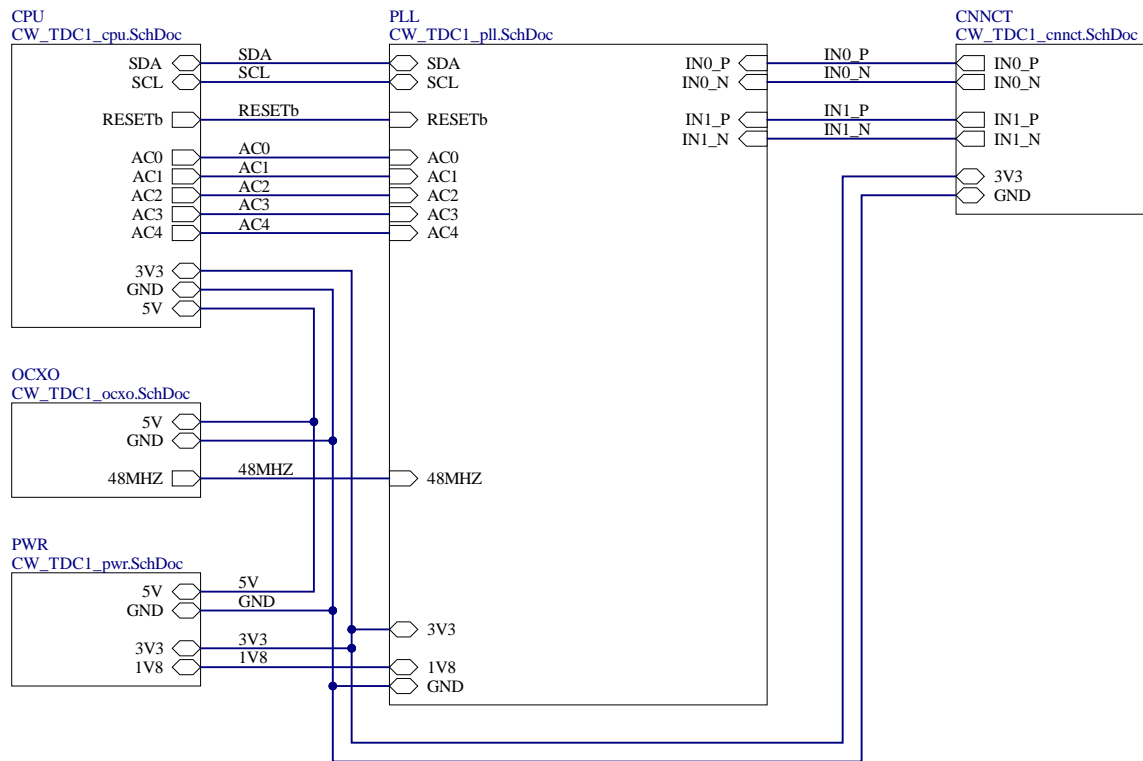 CPU
CW_TDC1_cpu.SchDoc
SDA
SCL
RESETb
AC0
AC1
AC2
AC3
AC4
3V3
GND
5V
SDA
SCL
RESETb
AC0
AC1
AC2
AC3
AC4
PLL
CW_TDC1_pll.SchDoc
SDA
SCL
RESETb
AC0
AC1
AC2
AC3
AC4
48MHZ
3V3
1V8
GND
IN0_P
IN0_N
IN1_P
IN1_N
IN0_P
IN0_N
IN1_P
IN1_N
CNNCT
CW_TDC1_cnnct.SchDoc
IN0_P
IN0_N
IN1_P
IN1_N
3V3
GND
OCXO
CW_TDC1_ocxo.SchDoc
5V
GND
48MHZ
48MHZ
PWR
CW_TDC1_pwr.SchDoc
5V
GND
3V3
1V8
5V
GND
3V3
1V8